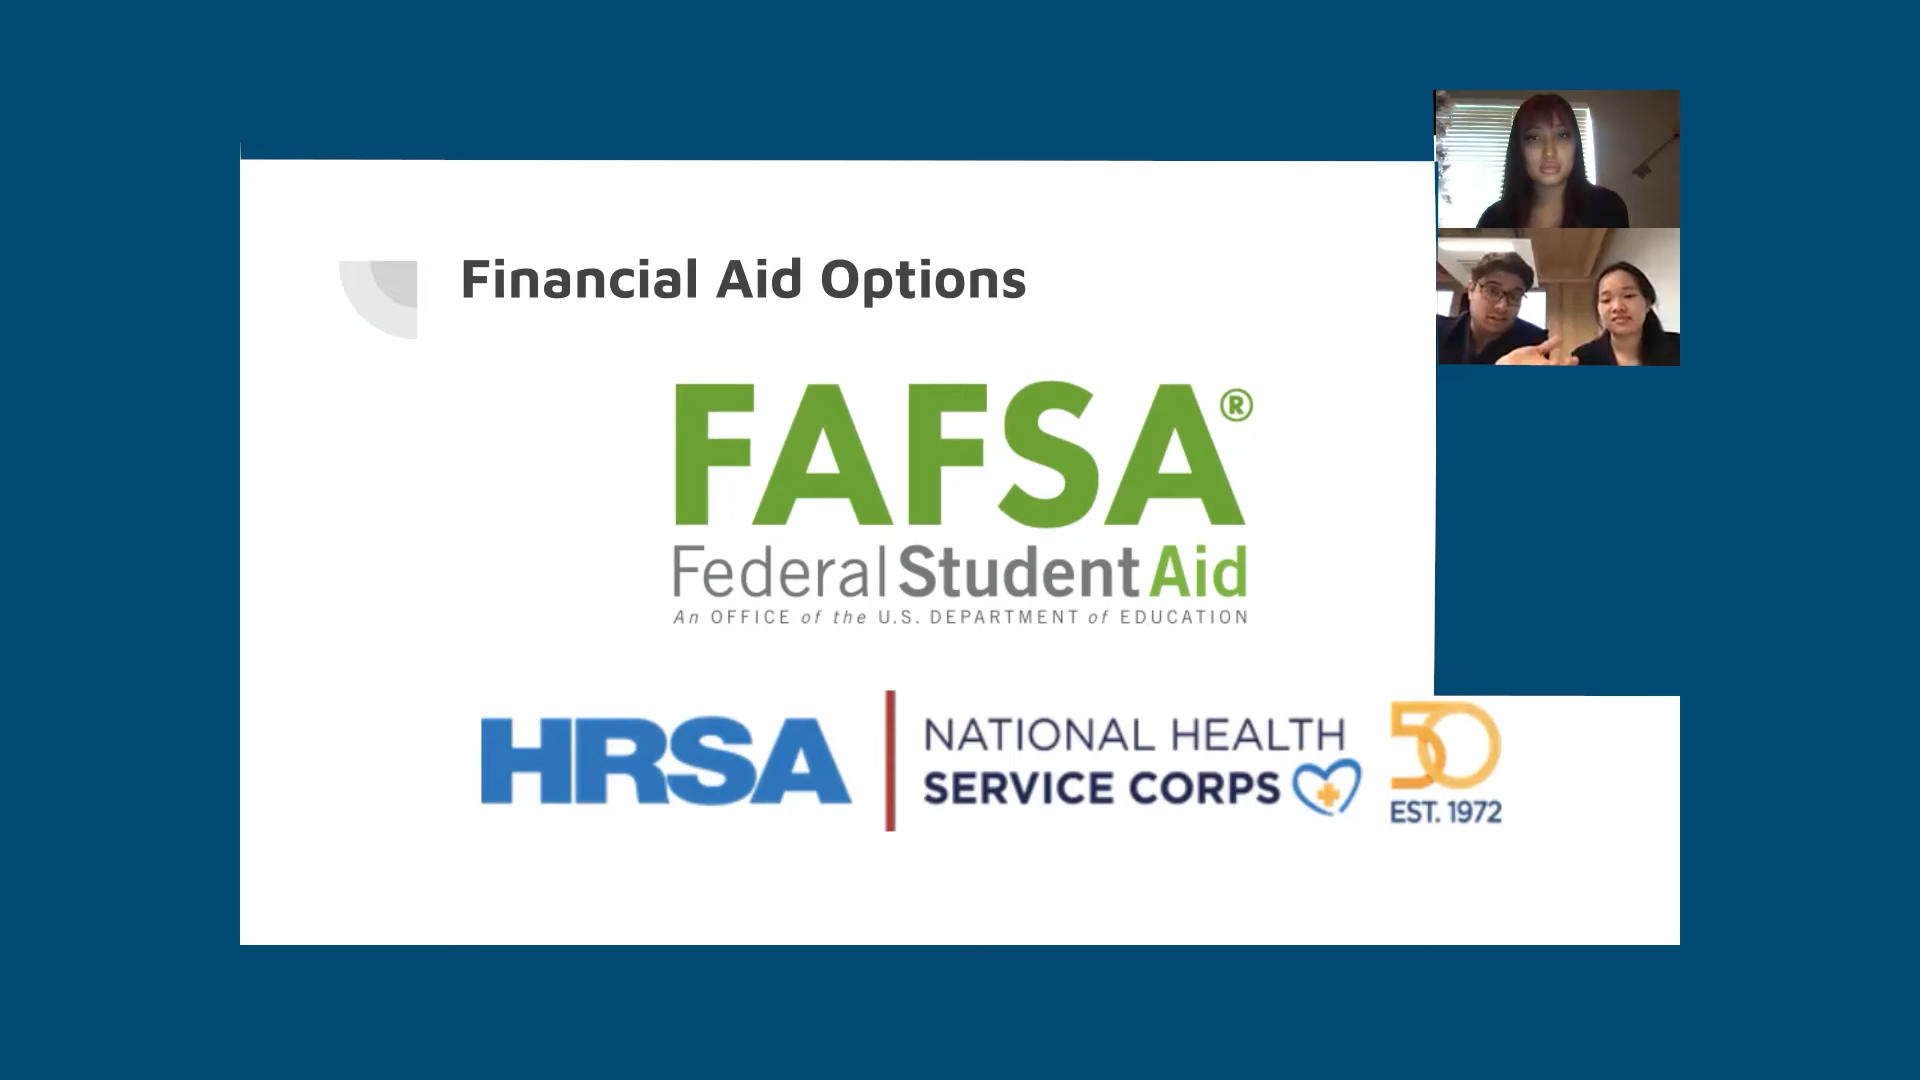 Financial Aid Options
FAFSA®
Federal Student Aid
An OFFICE of the U.S. DEPARTMENT of EDUCATION
HRSA
NATIONAL HEALTH
SERVICE CORPS
50
EST. 1972